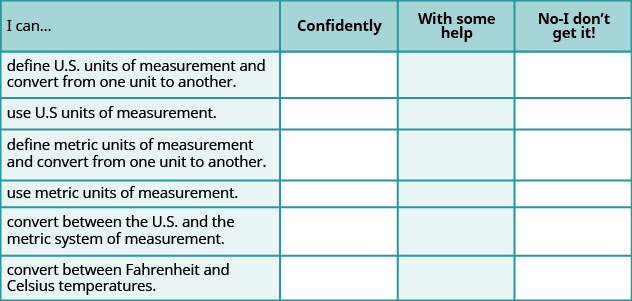 I can...
Confidently
With some
help
No-I don't
get it!
define U.S. units of measurement and
convert from one unit to another.
use U.S units of measurement.
define metric units of measurement
and convert from one unit to another.
use metric units of measurement.
convert between the U.S. and the
metric system of measurement.
convert between Fahrenheit and
Celsius temperatures.